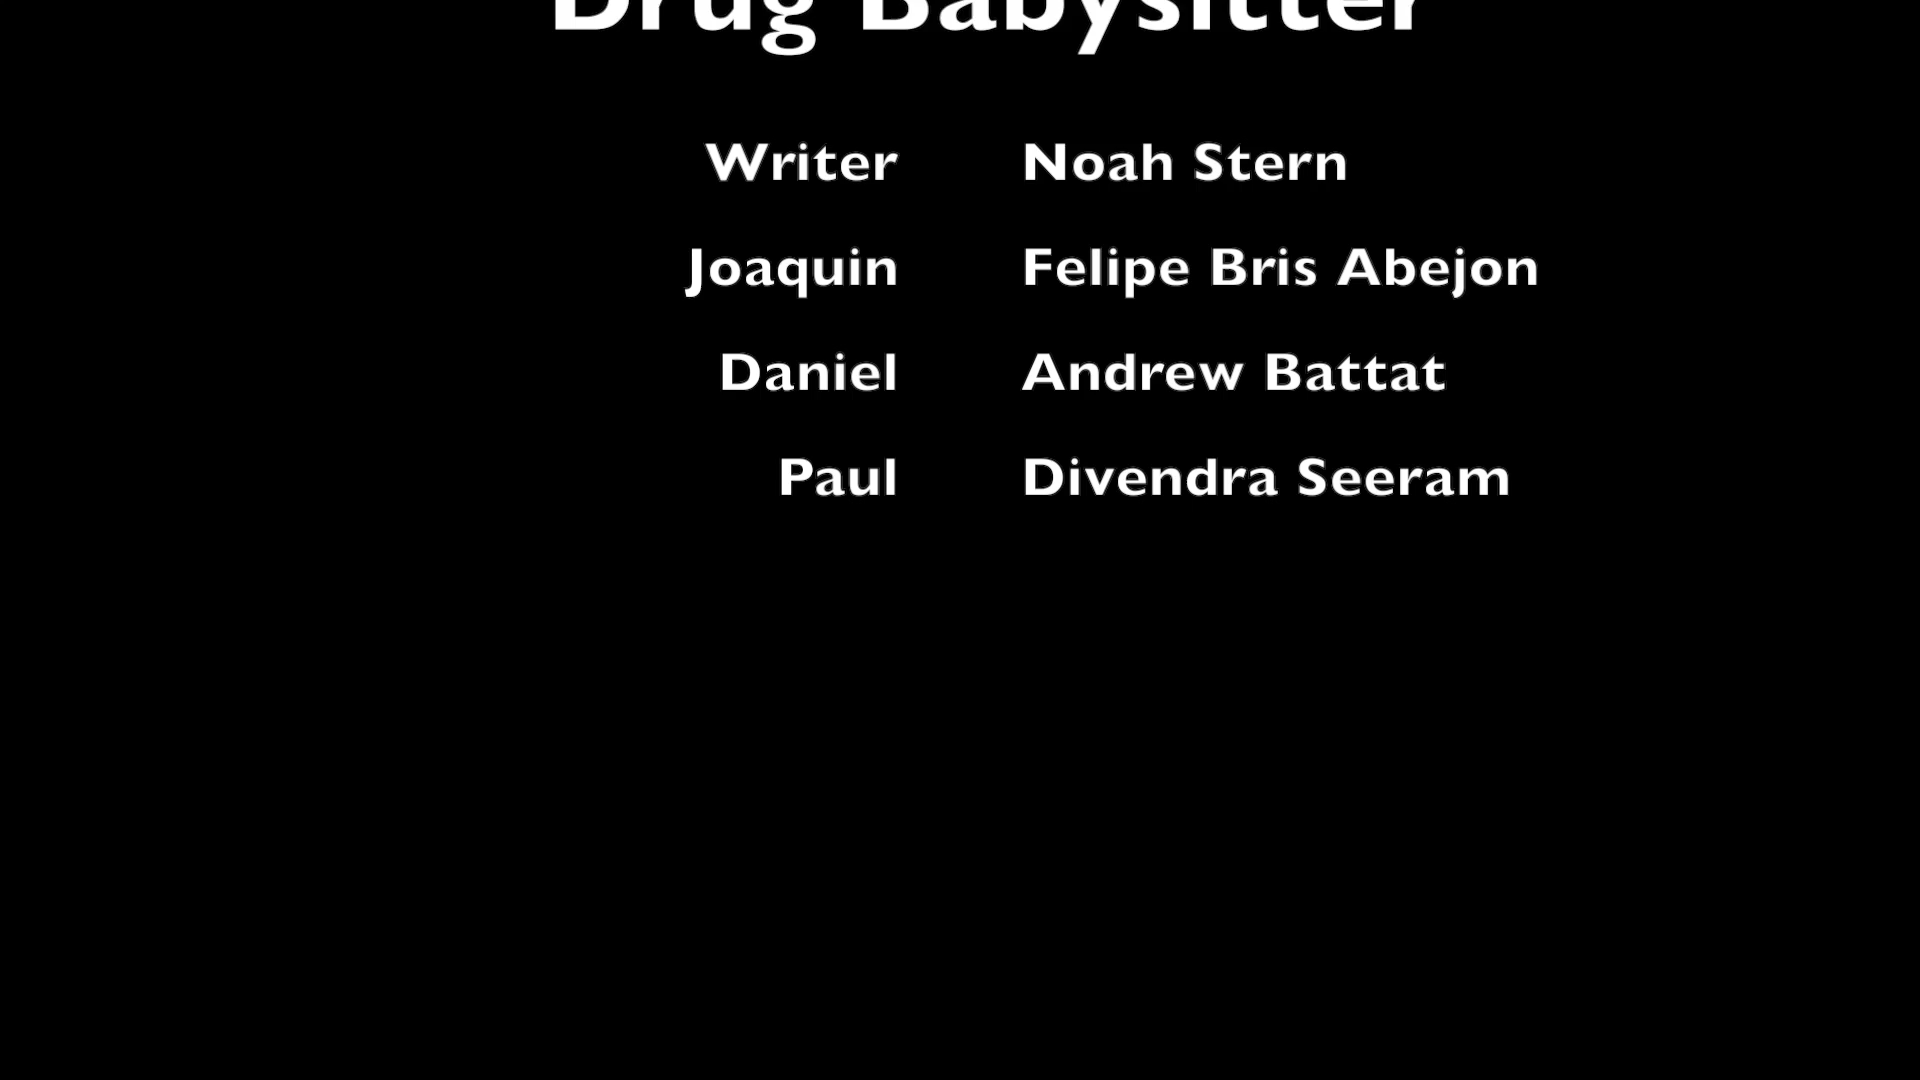 Drug Babysitter
Writer Noah Stern
Joaquin Felipe Bris Abejon
Daniel Andrew Battat
Paul Divendra Seeram